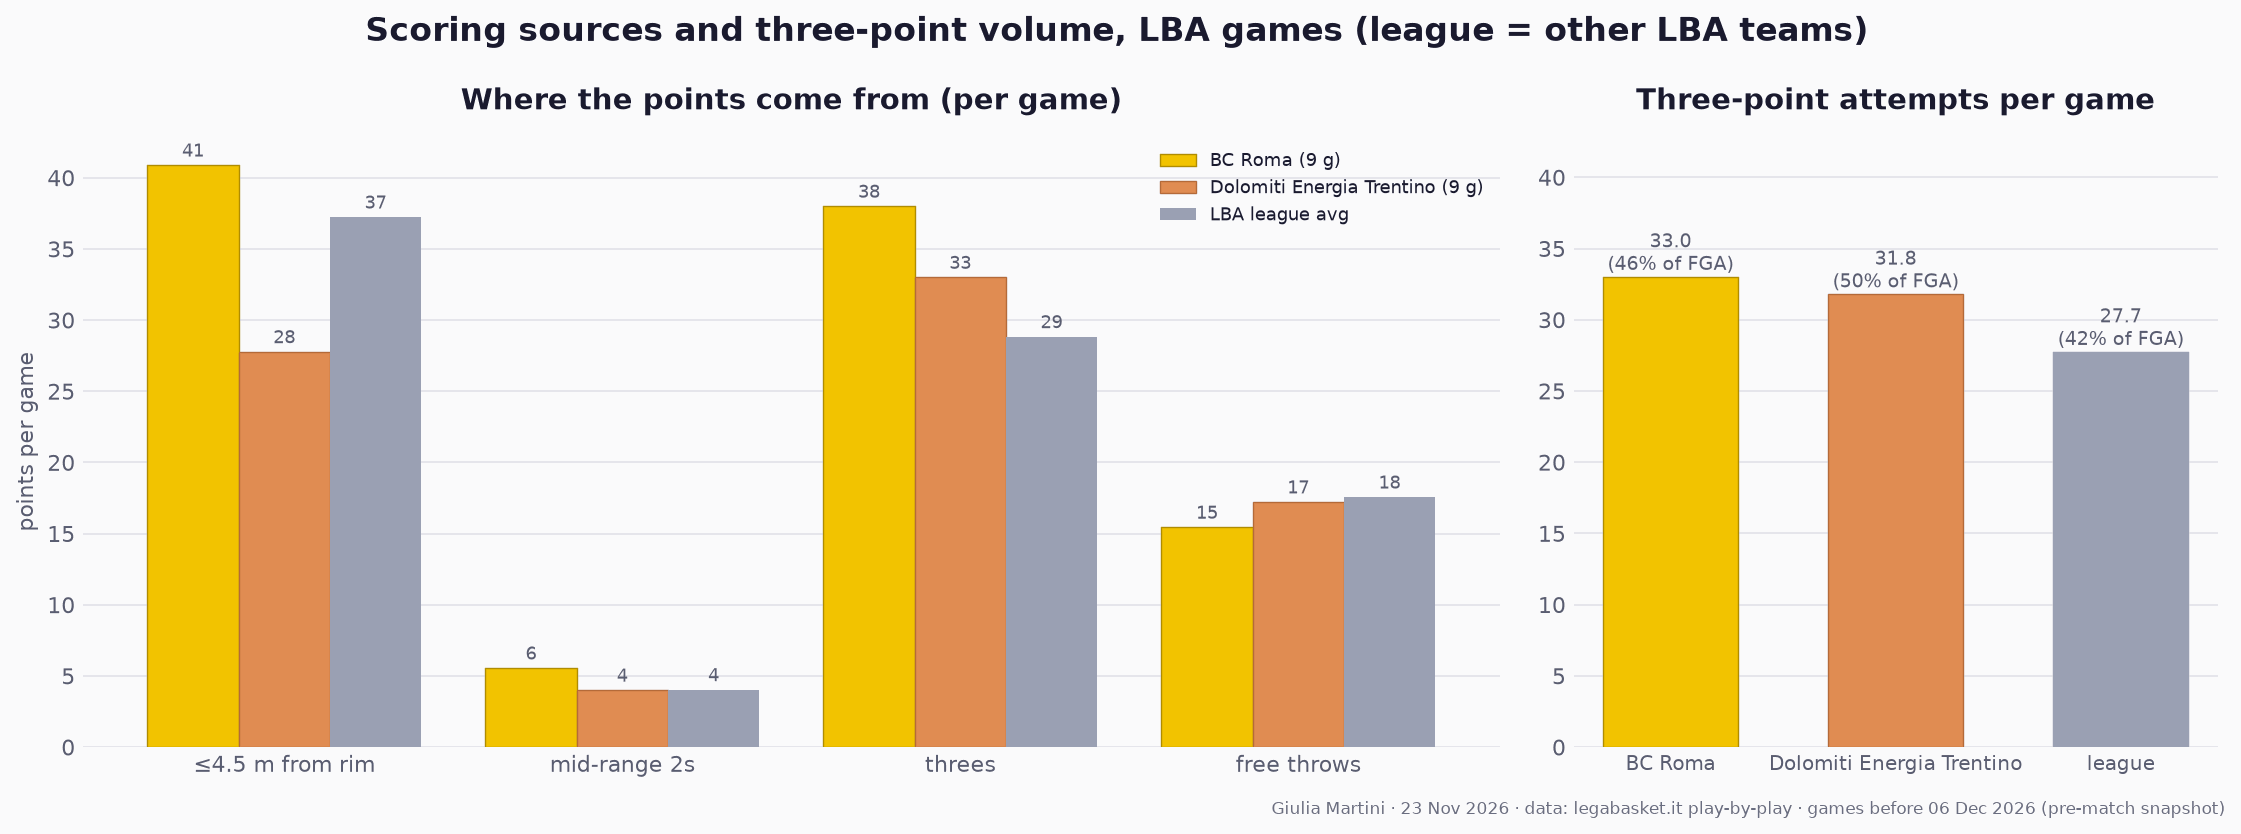 Scoring sources and three-point volume, LBA games (league = other LBA teams)
Where the points come from (per game)
points per game
0
5
10
15
20
25
30
35
40
41
28
37
6
4
4
38
33
29
15
17
18
BC Roma (9 g)
Dolomiti Energia Trentino (9 g)
LBA league avg
≤4.5 m from rim
mid-range 2s
threes
free throws
Three-point attempts per game
0
5
10
15
20
25
30
35
40
33.0
(46% of FGA)
31.8
(50% of FGA)
27.7
(42% of FGA)
BC Roma
Dolomiti Energia Trentino
league
Giulia Martini · 23 Nov 2026 · data: legabasket.it play-by-play · games before 06 Dec 2026 (pre-match snapshot)